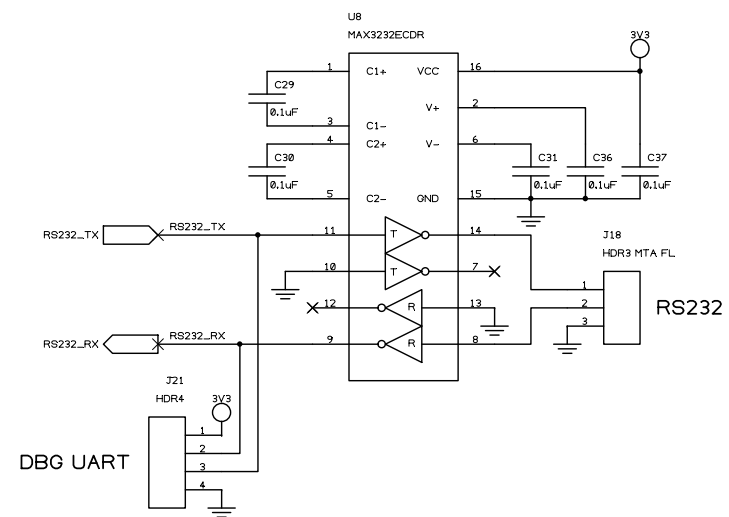 U8
MAX3232ECDR
3V3
1 C1+ VCC 16
C29
0.1uF
V+ 2
3 C1-
4 C2+ V- 6
C30
0.1uF
C31
0.1uF
C36
0.1uF
C37
0.1uF
5 C2- GND 15
RS232_TX RS232_TX 11 T 14
J18
HDR3 MTA FL
10 T 7
1
2
3
RS232
12 R 13
RS232_RX RS232_RX 9 R 8
J21
HDR4
3V3
1
2
3
4
DBG UART